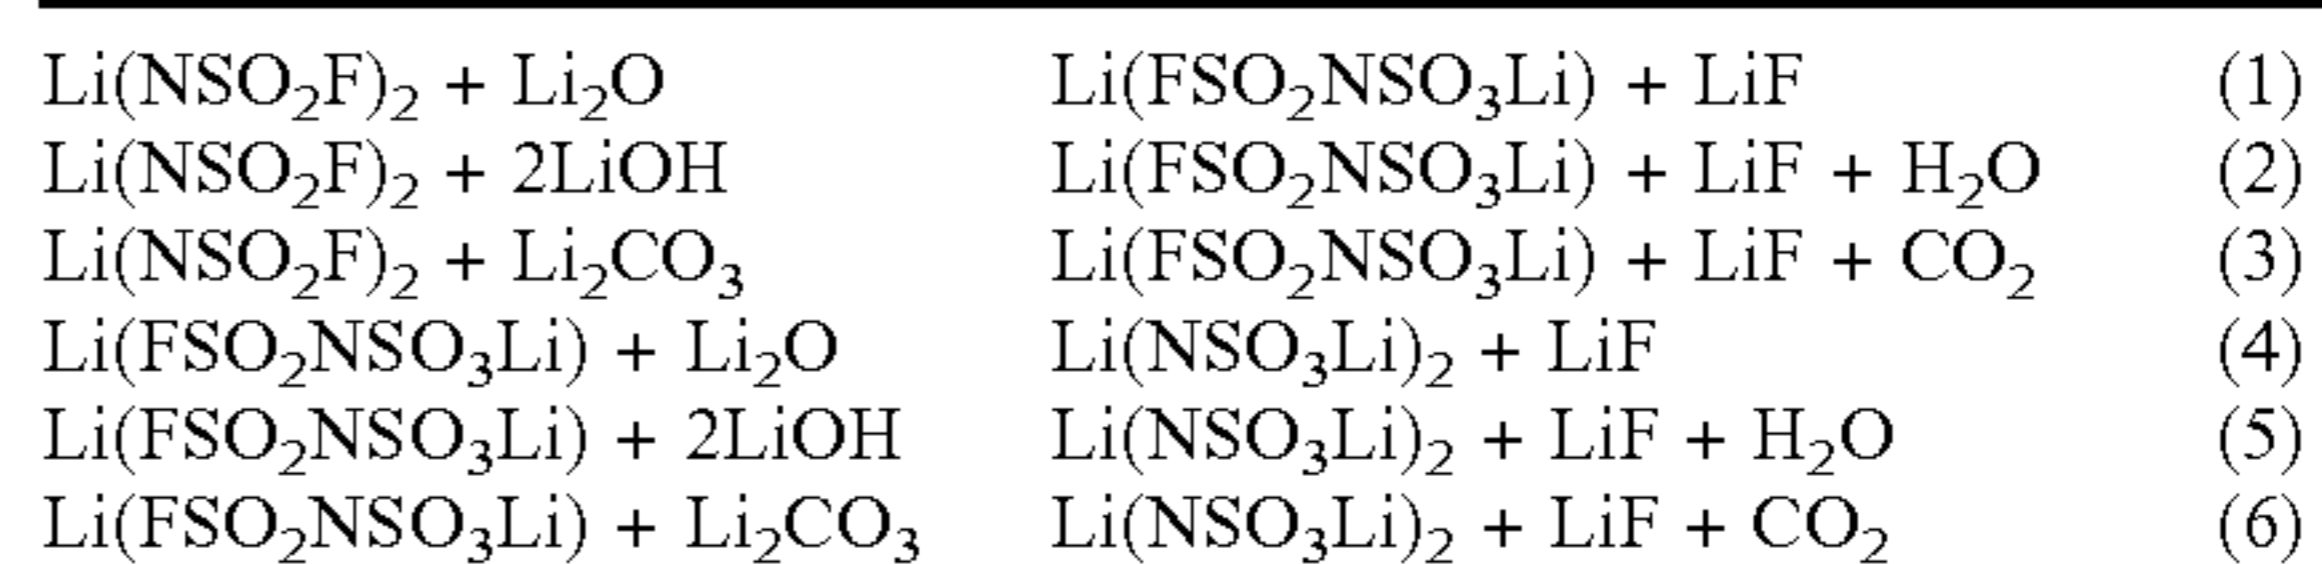 Li(NSO₂F)₂ + Li₂O Li(FSO₂NSO₃Li) + LiF (1)
Li(NSO₂F)₂ + 2LiOH Li(FSO₂NSO₃Li) + LiF + H₂O (2)
Li(NSO₂F)₂ + Li₂CO₃ Li(FSO₂NSO₃Li) + LiF + CO₂ (3)
Li(FSO₂NSO₃Li) + Li₂O Li(NSO₃Li)₂ + LiF (4)
Li(FSO₂NSO₃Li) + 2LiOH Li(NSO₃Li)₂ + LiF + H₂O (5)
Li(FSO₂NSO₃Li) + Li₂CO₃ Li(NSO₃Li)₂ + LiF + CO₂ (6)